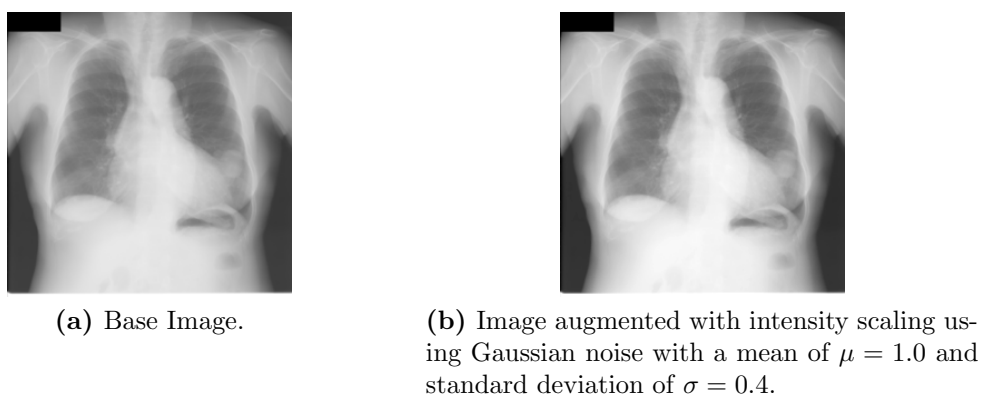 (a) Base Image.
(b) Image augmented with intensity scaling us-
ing Gaussian noise with a mean of μ = 1.0 and
standard deviation of σ = 0.4.